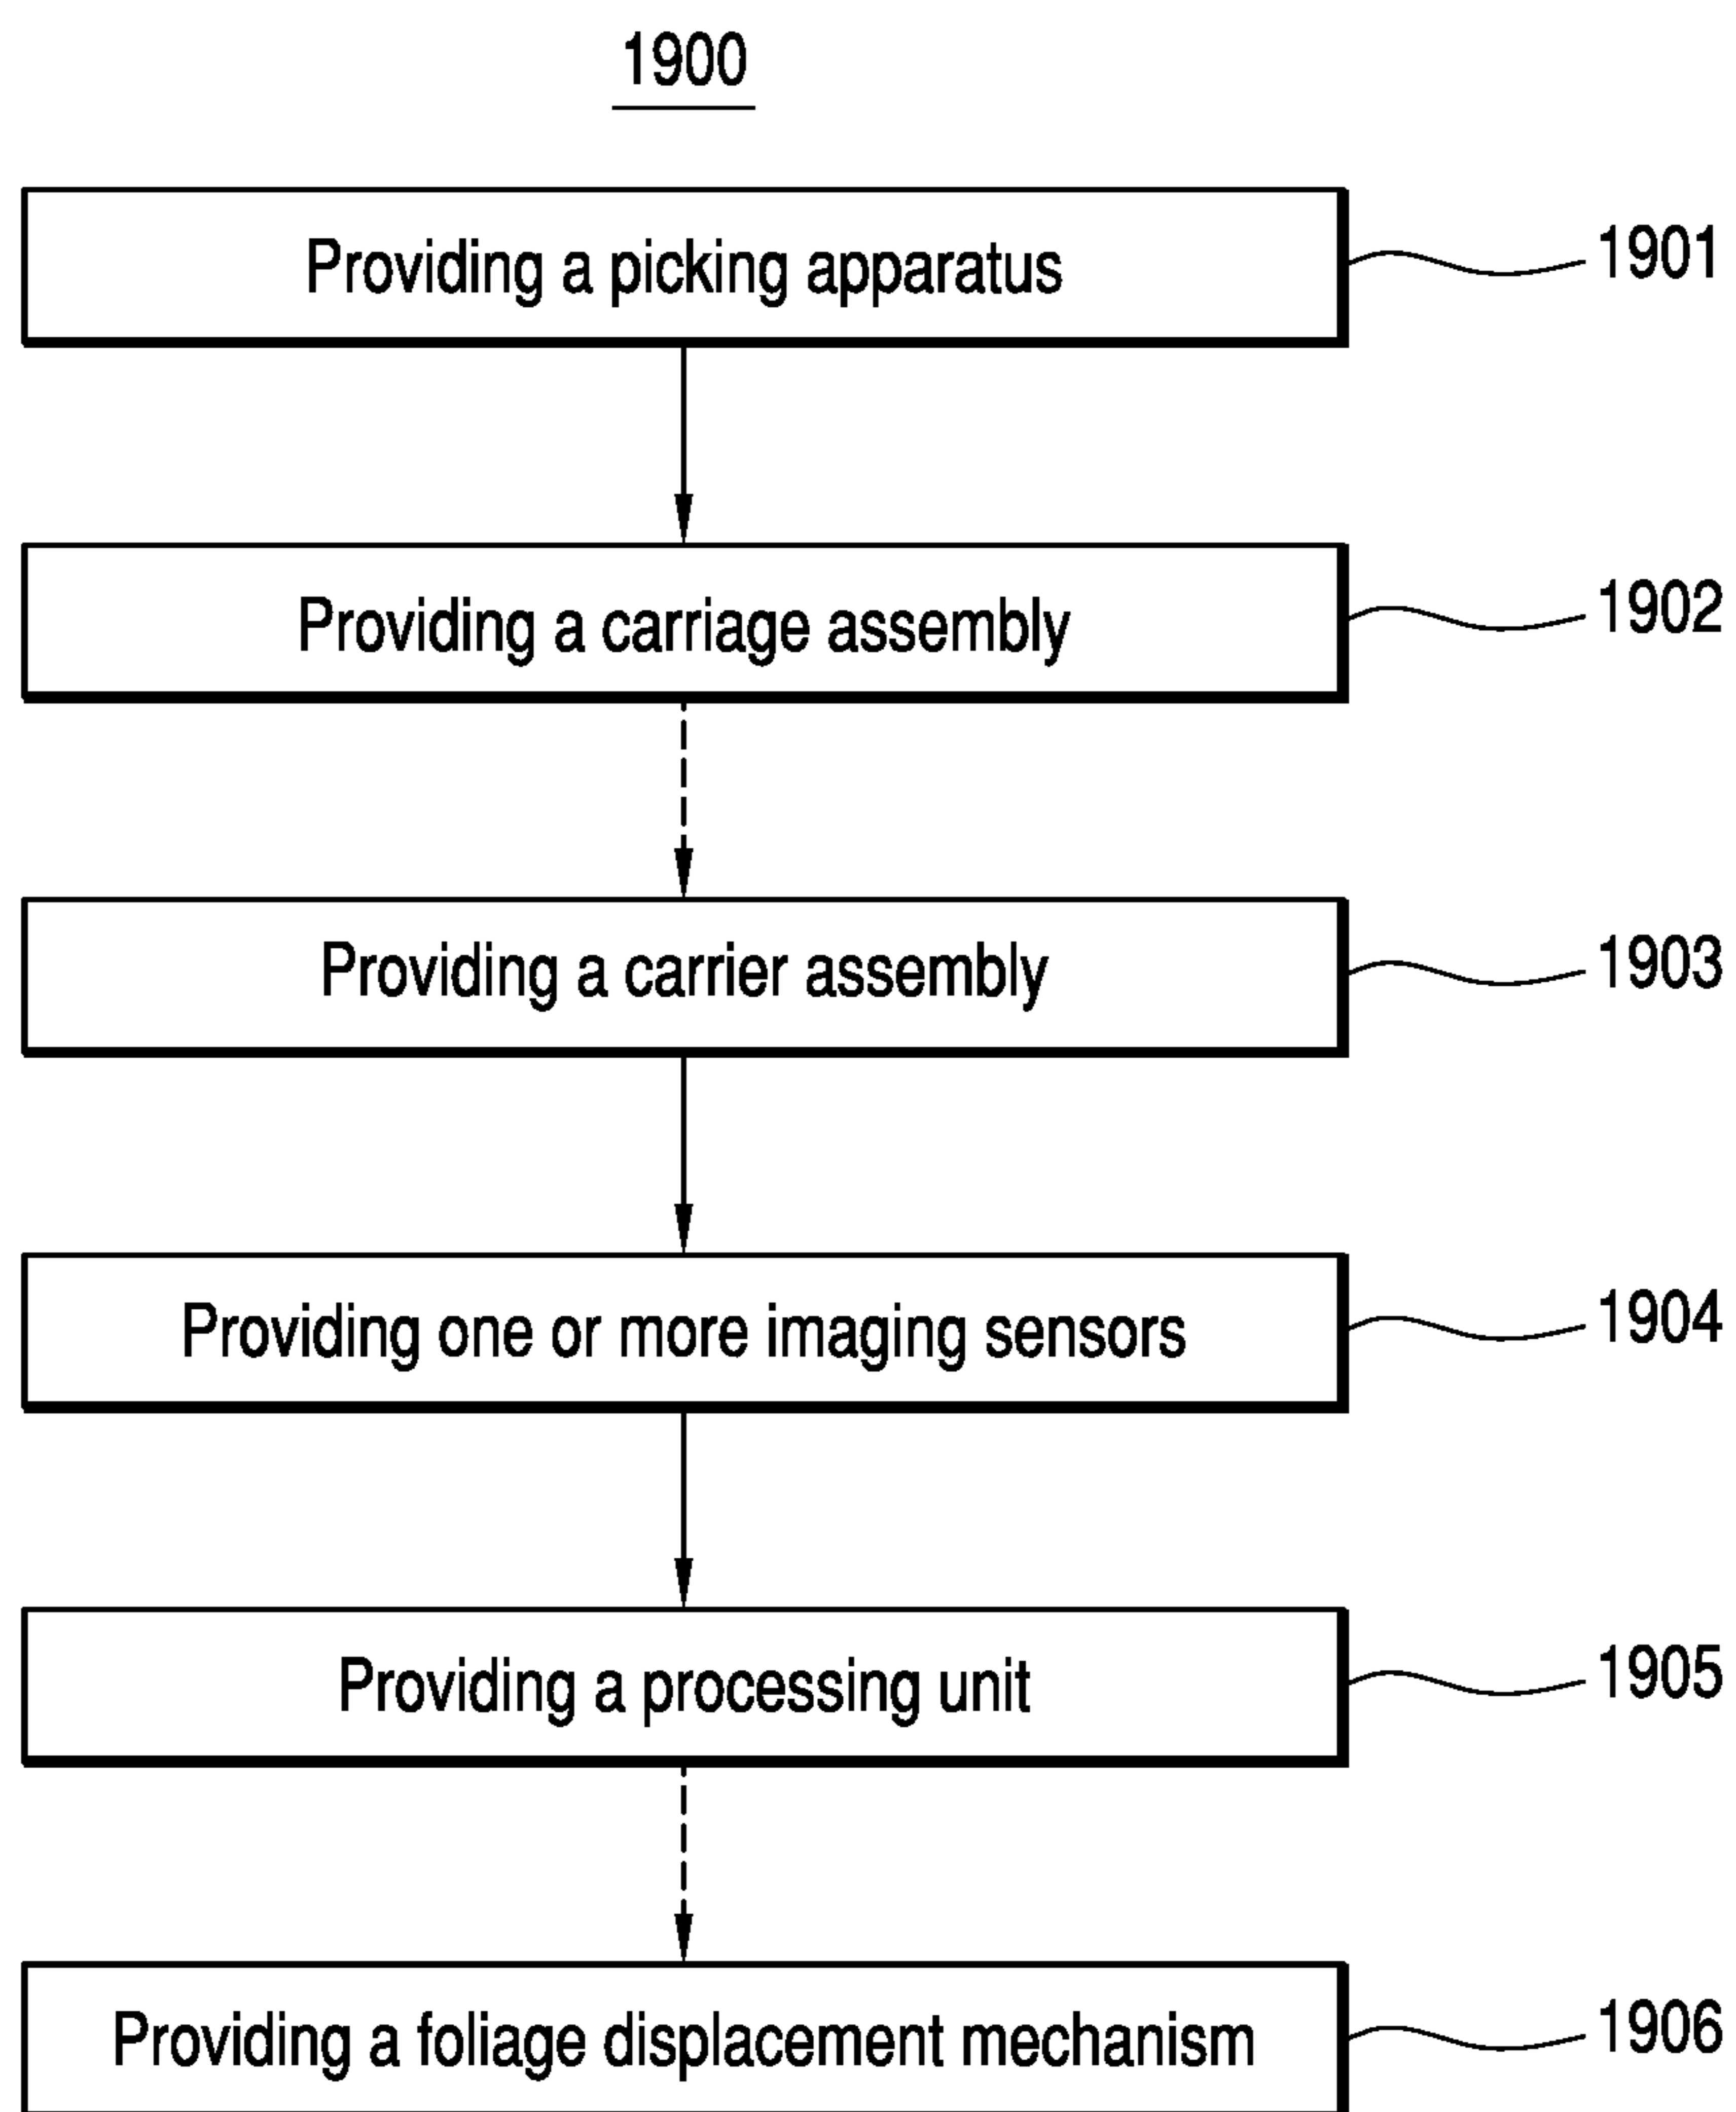 1900
Providing a picking apparatus 1901
Providing a carriage assembly 1902
Providing a carrier assembly 1903
Providing one or more imaging sensors 1904
Providing a processing unit 1905
Providing a foliage displacement mechanism 1906